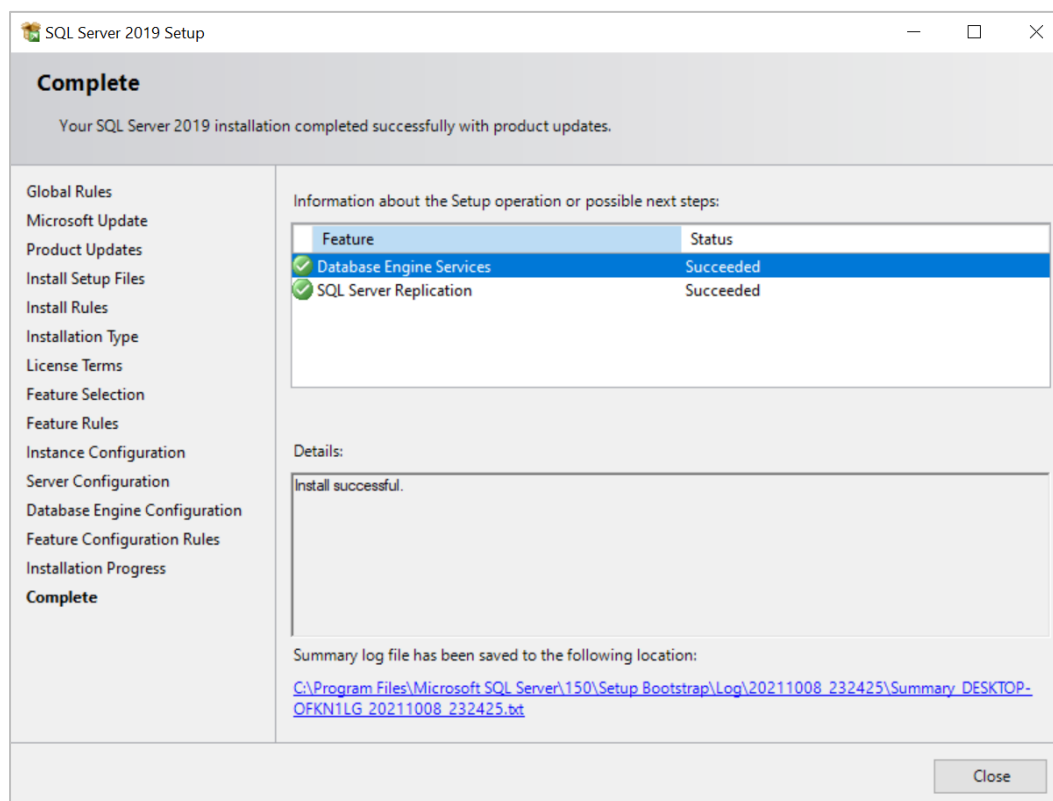 SQL Server 2019 Setup
Complete
Your SQL Server 2019 installation completed successfully with product updates.
Global Rules
Microsoft Update
Product Updates
Install Setup Files
Install Rules
Installation Type
License Terms
Feature Selection
Feature Rules
Instance Configuration
Server Configuration
Database Engine Configuration
Feature Configuration Rules
Installation Progress
Complete
Information about the Setup operation or possible next steps:
Feature Status
Database Engine Services Succeeded
SQL Server Replication Succeeded
Details:
Install successful.
Summary log file has been saved to the following location:
C:\Program Files\Microsoft SQL Server\150\Setup Bootstrap\Log\20211008_232425\Summary_DESKTOP-
OFKN1LG_20211008_232425.txt
Close